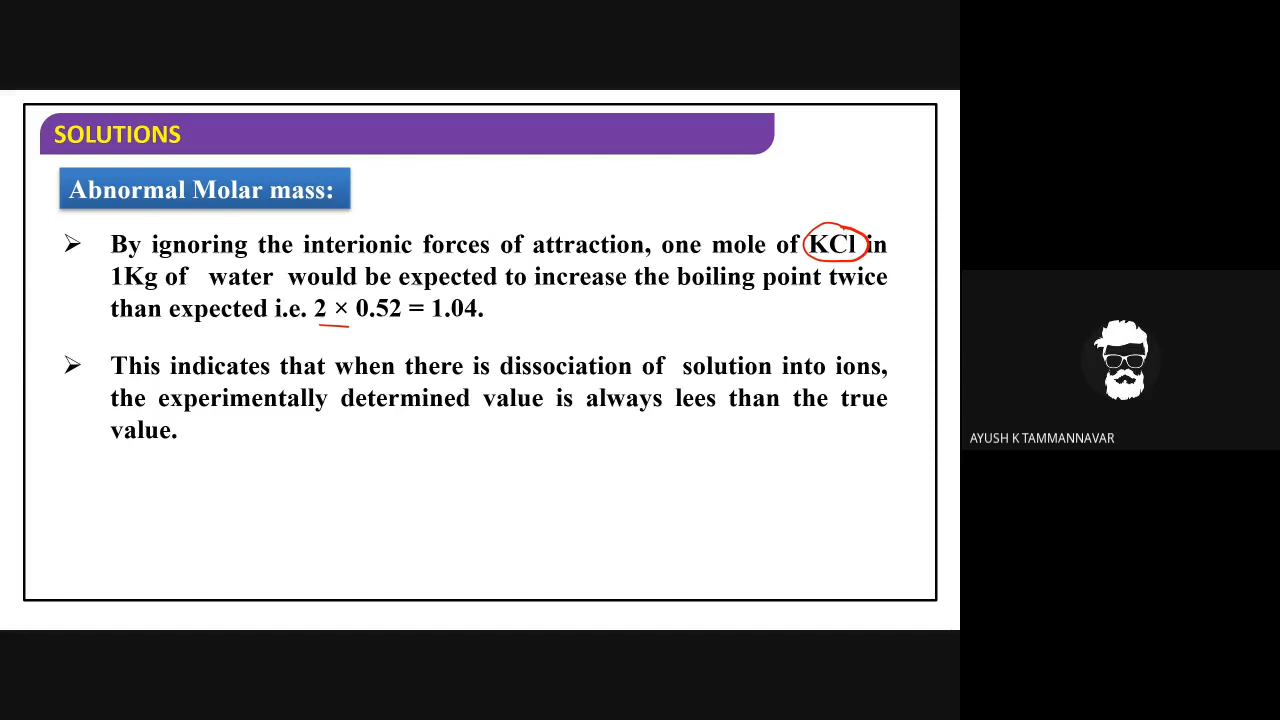 SOLUTIONS
Abnormal Molar mass:
➢ By ignoring the interionic forces of attraction, one mole of KCl in
1Kg of water would be expected to increase the boiling point twice
than expected i.e. 2 × 0.52 = 1.04.
➢ This indicates that when there is dissociation of solution into ions,
the experimentally determined value is always lees than the true
value.
AYUSH K TAMMANNAVAR